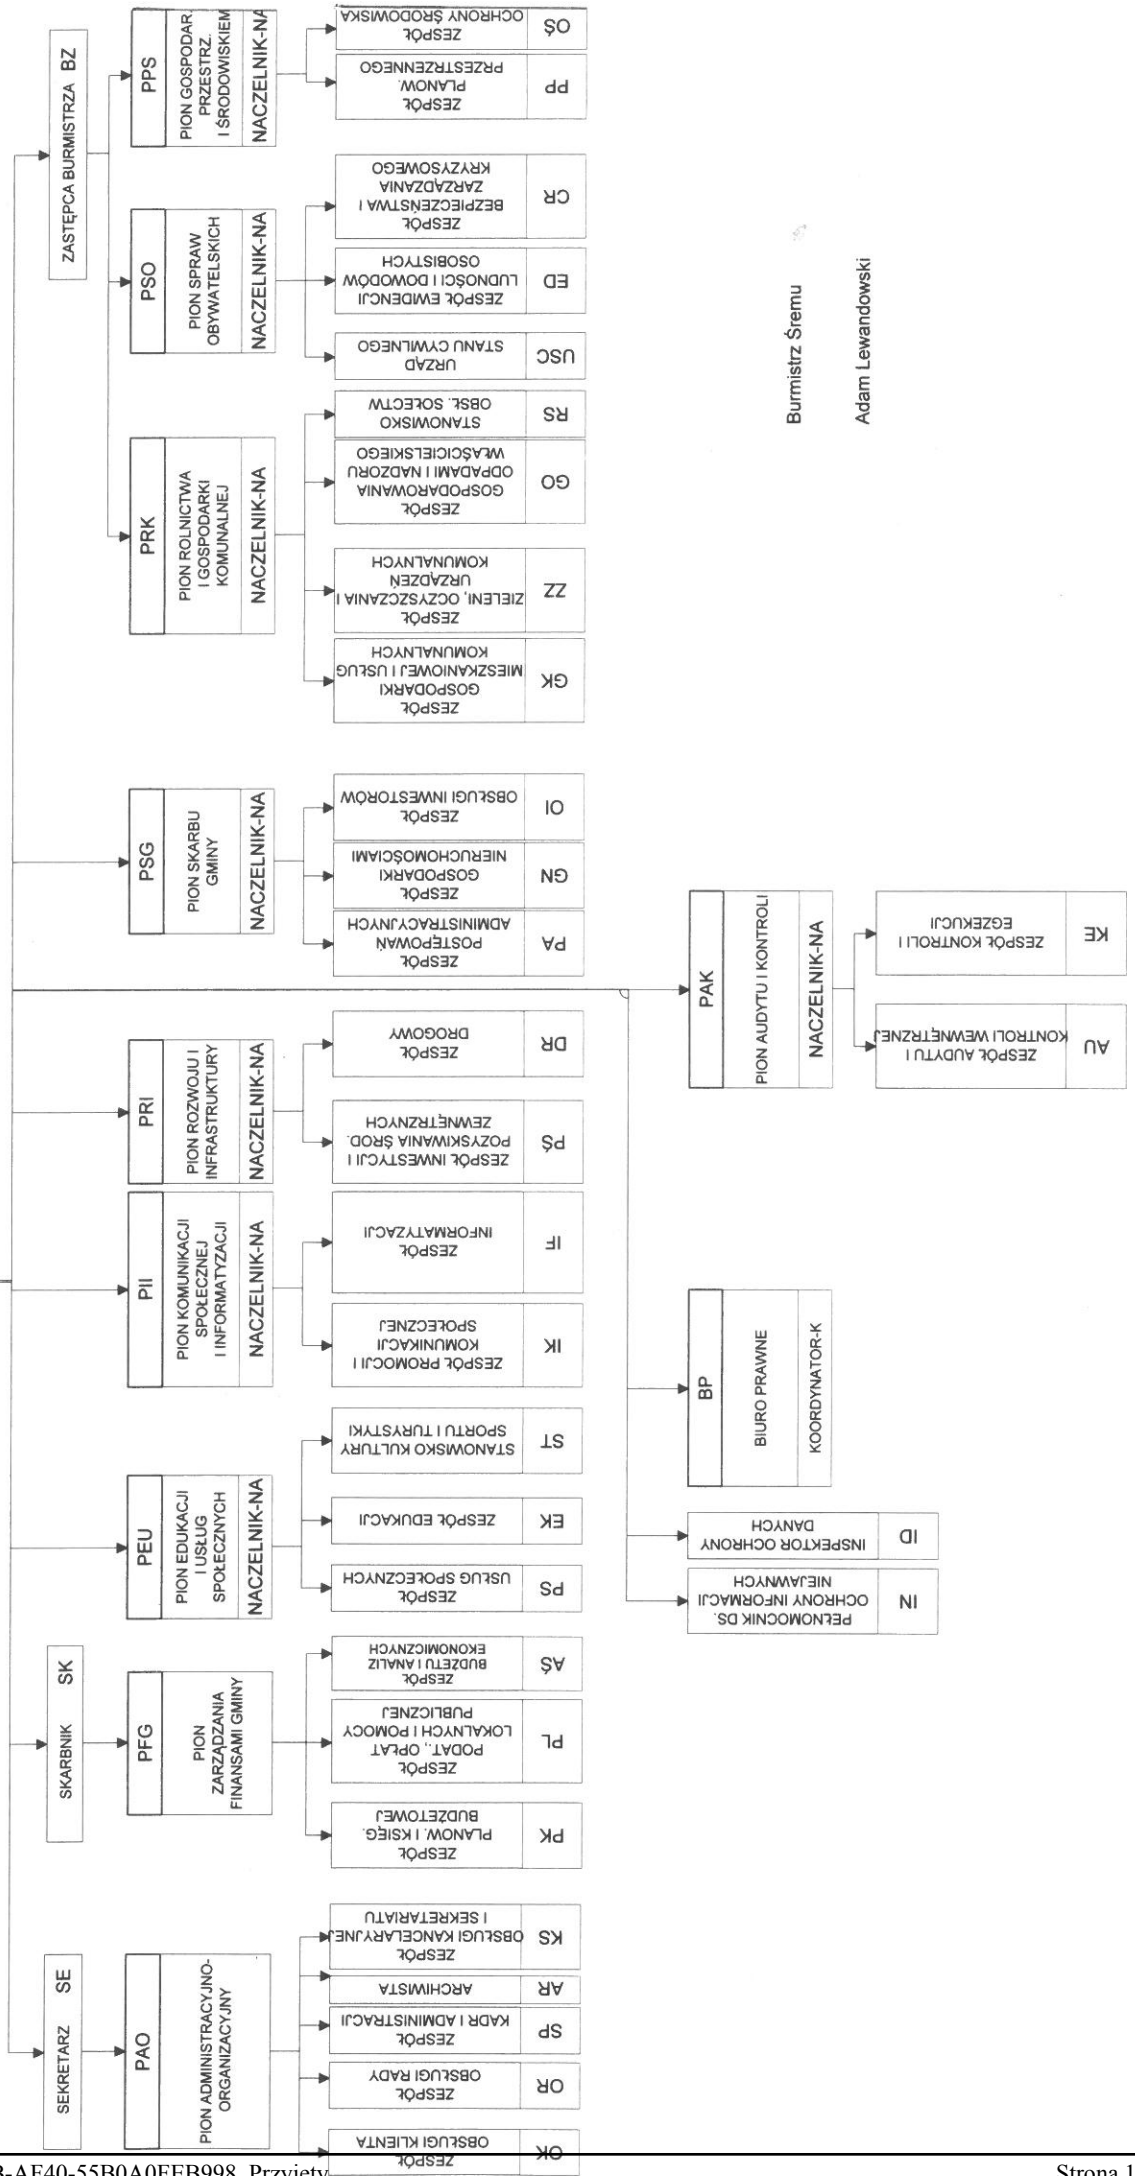 ZASTĘPCA BURMISTRZA BZ
SKARBNIK SK
SEKRETARZ SE
PAO
PION ADMINISTRACYJNO-
ORGANIZACYJNY
PFG
PION
ZARZĄDZANIA
FINANSAMI GMINY
PEU
PION EDUKACJI
I USŁUG
SPOŁECZNYCH
NACZELNIK-NA
PII
PION KOMUNIKACJI
SPOŁECZNEJ
I INFORMATYZACJI
NACZELNIK-NA
PRI
PION ROZWOJU I
INFRASTRUKTURY
NACZELNIK-NA
PSG
PION SKARBU
GMINY
NACZELNIK-NA
PRK
PION ROLNICTWA
I GOSPODARKI
KOMUNALNEJ
NACZELNIK-NA
PSO
PION SPRAW
OBYWATELSKICH
NACZELNIK-NA
PPS
PION GOSPODAR.
PRZESTRZ.
I ŚRODOWISKIEM
NACZELNIK-NA
ZESPÓŁ
OBSŁUGI KLIENTA
OK
ZESPÓŁ
OBSŁUGI RADY
OR
ZESPÓŁ
KADR I ADMINISTRACJI
SP
ARCHIWISTA
AR
ZESPÓŁ
OBSŁUGI KANCELARYJNEJ
I SEKRETARIATU
KS
ZESPÓŁ
PLANOW. I KSIĘG.
BUDŻETOWEJ
PK
ZESPÓŁ
PODAT., OPŁAT
LOKALNYCH I POMOCY
PUBLICZNEJ
PL
ZESPÓŁ
BUDŻETU I ANALIZ
EKONOMICZNYCH
AŚ
ZESPÓŁ
USŁUG SPOŁECZNYCH
PS
ZESPÓŁ EDUKACJI
EK
STANOWISKO KULTURY
SPORTU I TURYSTYKI
ST
ZESPÓŁ PROMOCJI I
KOMUNIKACJI
SPOŁECZNEJ
IK
ZESPÓŁ
INFORMATYZACJI
IF
ZESPÓŁ INWESTYCJI I
POZYSKIWANIA ŚROD.
ZEWNĘTRZNYCH
PŚ
ZESPÓŁ
DROGOWY
DR
ZESPÓŁ
POSTĘPOWAŃ
ADMINISTRACYJNYCH
PA
ZESPÓŁ
GOSPODARKI
NIERUCHOMOŚCIAMI
GN
ZESPÓŁ
OBSŁUGI INWESTORÓW
OI
ZESPÓŁ
GOSPODARKI
MIESZKANIOWEJ I USŁUG
KOMUNALNYCH
GK
ZESPÓŁ
ZIELENI, OCZYSZCZANIA I
URZĄDZEŃ
KOMUNALNYCH
ZZ
ZESPÓŁ
GOSPODAROWANIA
ODPADAMI I NADZORU
WŁAŚCICIELSKIEGO
GO
STANOWISKO
OBSŁ. SOŁECTW
RS
URZĄD
STANU CYWILNEGO
USC
ZESPÓŁ EWIDENCJI
LUDNOŚCI I DOWODÓW
OSOBISTYCH
ED
ZESPÓŁ
BEZPIECZEŃSTWA I
ZARZĄDZANIA
KRYZYSOWEGO
CR
ZESPÓŁ
PLANOW.
PRZESTRZENNEGO
PP
ZESPÓŁ
OCHRONY ŚRODOWISKA
OŚ
PEŁNOMOCNIK DS.
OCHRONY INFORMACJI
NIEJAWNYCH
IN
INSPEKTOR OCHRONY
DANYCH
ID
BP
BIURO PRAWNE
KOORDYNATOR-K
PAK
PION AUDYTU I KONTROLI
NACZELNIK-NA
ZESPÓŁ AUDYTU I
KONTROLI WEWNĘTRZNEJ
AU
ZESPÓŁ KONTROLI I
EGZEKUCJI
KE
Burmistrz Śremu
Adam Lewandowski
B-AF40-55B0A0FEB998. Przyjęty
Strona 1